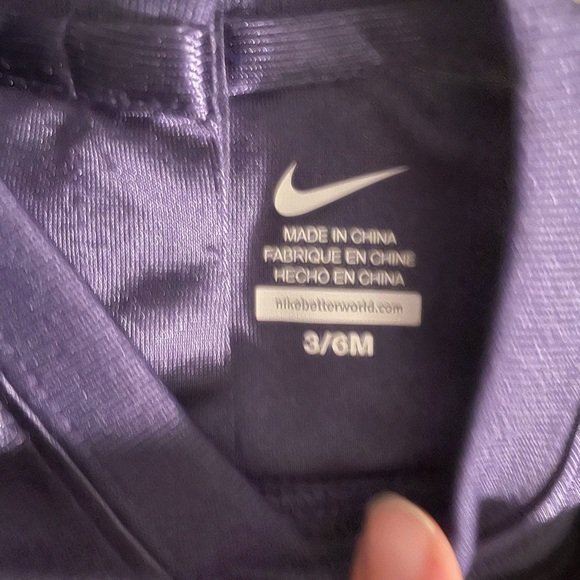 MADE IN CHINA
FABRIQUE EN CHINE
HECHO EN CHINA
nikebetterworld.com
3/6M